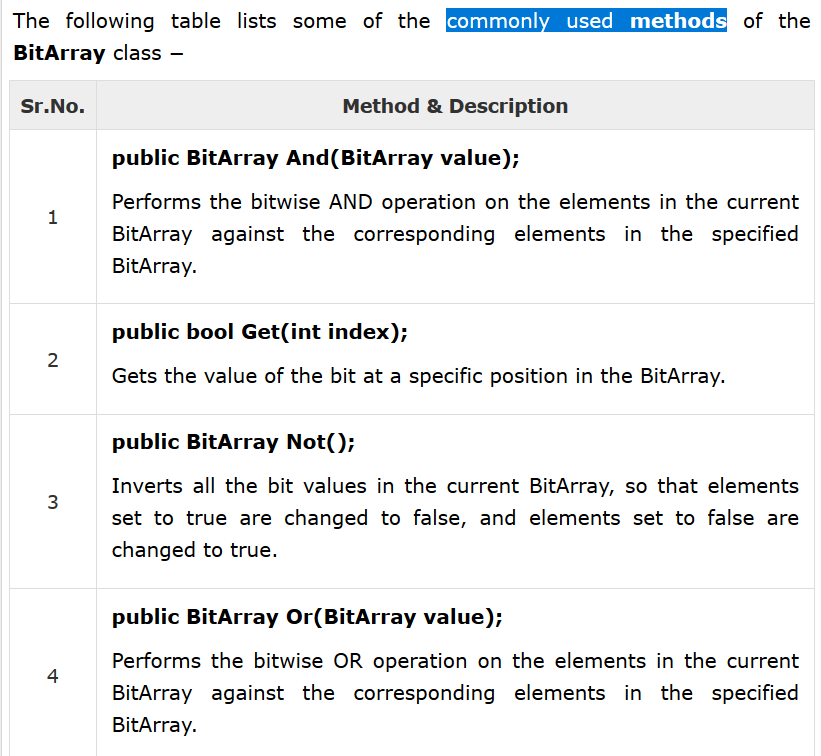 The following table lists some of the commonly used methods of the
BitArray class −
Sr.No.
Method & Description
1
public BitArray And(BitArray value);
Performs the bitwise AND operation on the elements in the current
BitArray against the corresponding elements in the specified
BitArray.
2
public bool Get(int index);
Gets the value of the bit at a specific position in the BitArray.
3
public BitArray Not();
Inverts all the bit values in the current BitArray, so that elements
set to true are changed to false, and elements set to false are
changed to true.
4
public BitArray Or(BitArray value);
Performs the bitwise OR operation on the elements in the current
BitArray against the corresponding elements in the specified
BitArray.